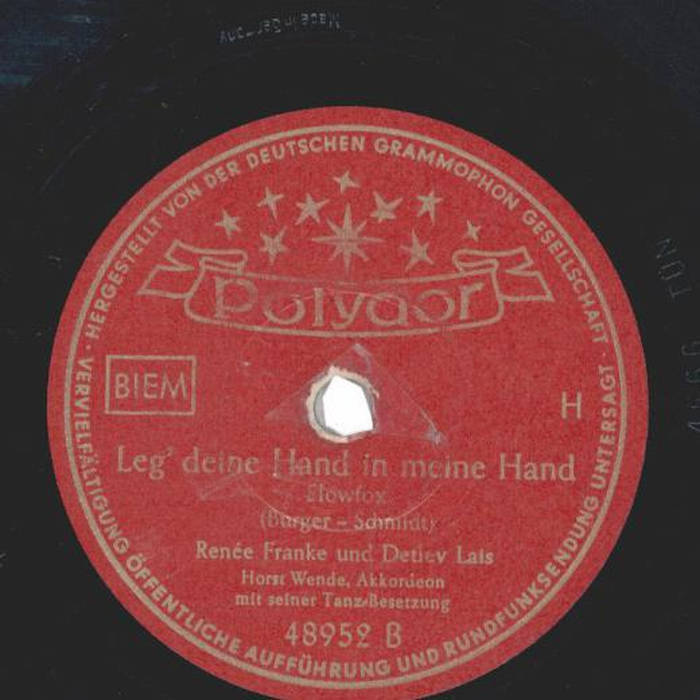 Made in Germany
HERGESTELLT VON DER DEUTSCHEN GRAMMOPHON GESELLSCHAFT · VERVIELFÄLTIGUNG ÖFFENTLICHE AUFFÜHRUNG UND RUNDFUNKSENDUNG UNTERSAGT ·
Polydor
BIEM
H
Leg' deine Hand in meine Hand
Slowfox
(Burger - Schmidt)
Renée Franke und Detlev Lais
Horst Wende, Akkordeon
mit seiner Tanz-Besetzung
48952 B